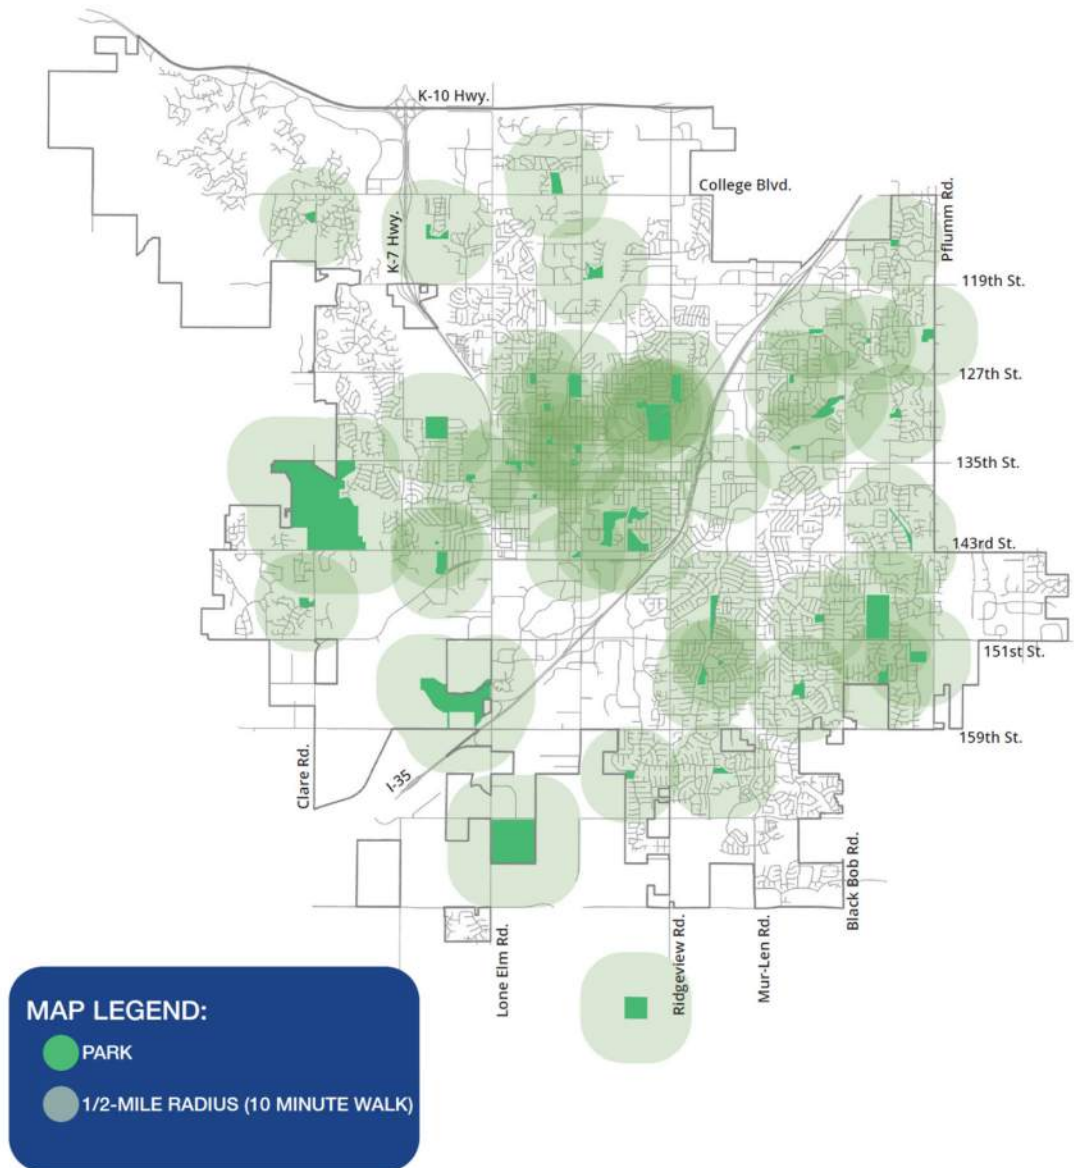 K-10 Hwy.
College Blvd.
Pflumm Rd.
K-7 Hwy.
119th St.
127th St.
135th St.
143rd St.
151st St.
159th St.
Clare Rd.
I-35
Black Bob Rd.
Lone Elm Rd.
Ridgeview Rd.
Mur-Len Rd.
MAP LEGEND:
PARK
1/2-MILE RADIUS (10 MINUTE WALK)